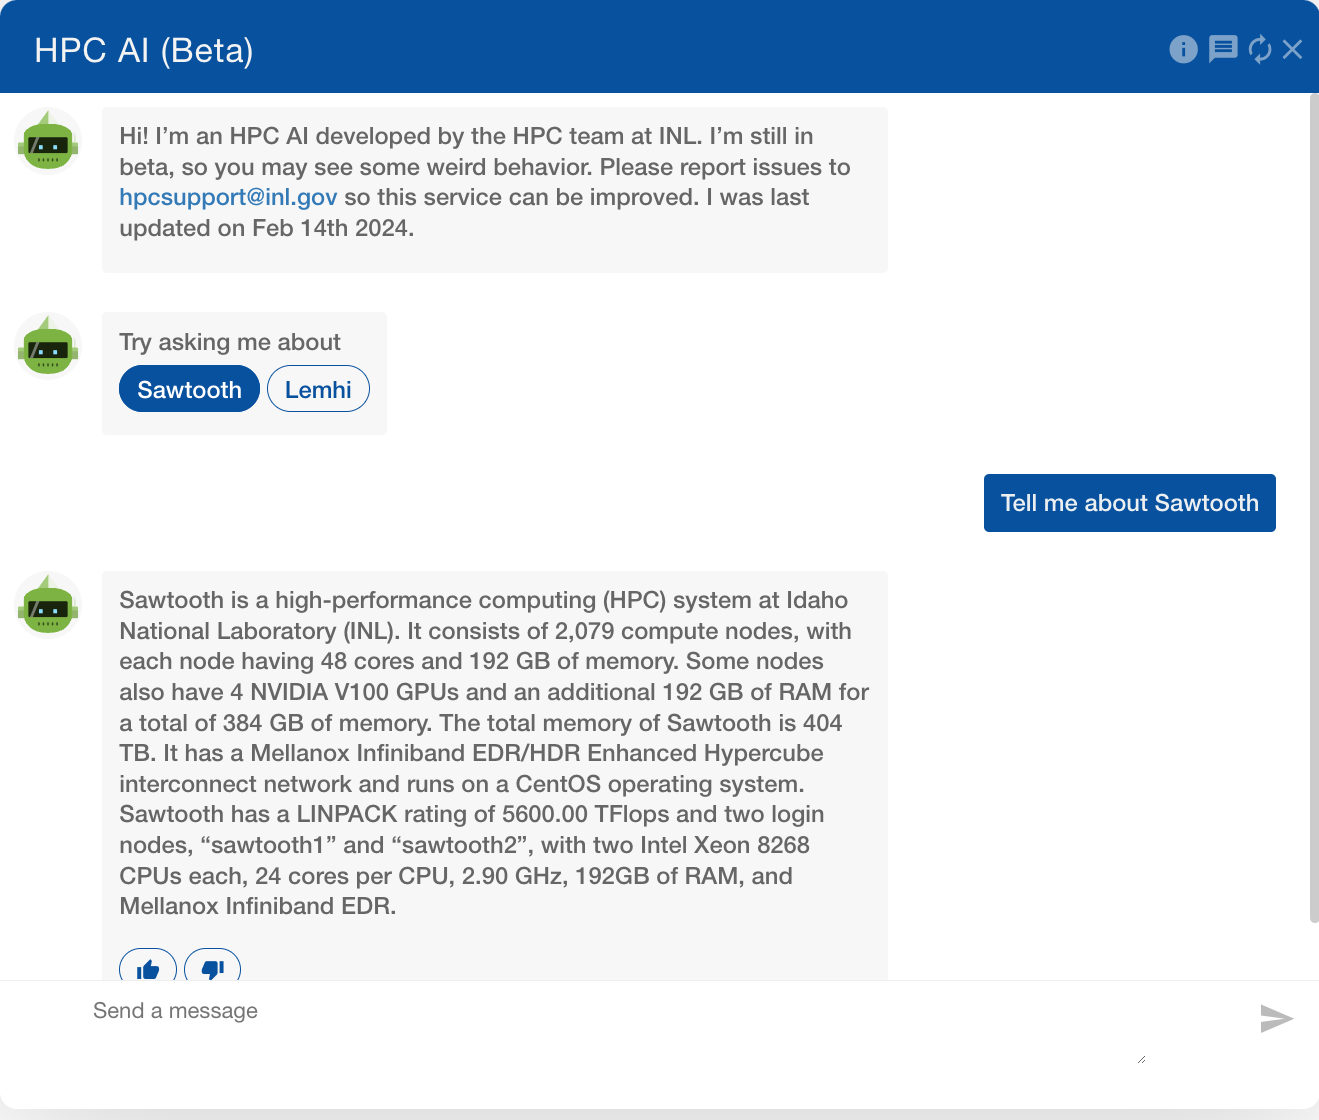 HPC AI (Beta)
Hi! I’m an HPC AI developed by the HPC team at INL. I’m still in
beta, so you may see some weird behavior. Please report issues to
hpcsupport@inl.gov so this service can be improved. I was last
updated on Feb 14th 2024.
Try asking me about
Sawtooth Lemhi
Tell me about Sawtooth
Sawtooth is a high-performance computing (HPC) system at Idaho
National Laboratory (INL). It consists of 2,079 compute nodes, with
each node having 48 cores and 192 GB of memory. Some nodes
also have 4 NVIDIA V100 GPUs and an additional 192 GB of RAM for
a total of 384 GB of memory. The total memory of Sawtooth is 404
TB. It has a Mellanox Infiniband EDR/HDR Enhanced Hypercube
interconnect network and runs on a CentOS operating system.
Sawtooth has a LINPACK rating of 5600.00 TFlops and two login
nodes, “sawtooth1” and “sawtooth2”, with two Intel Xeon 8268
CPUs each, 24 cores per CPU, 2.90 GHz, 192GB of RAM, and
Mellanox Infiniband EDR.
Send a message